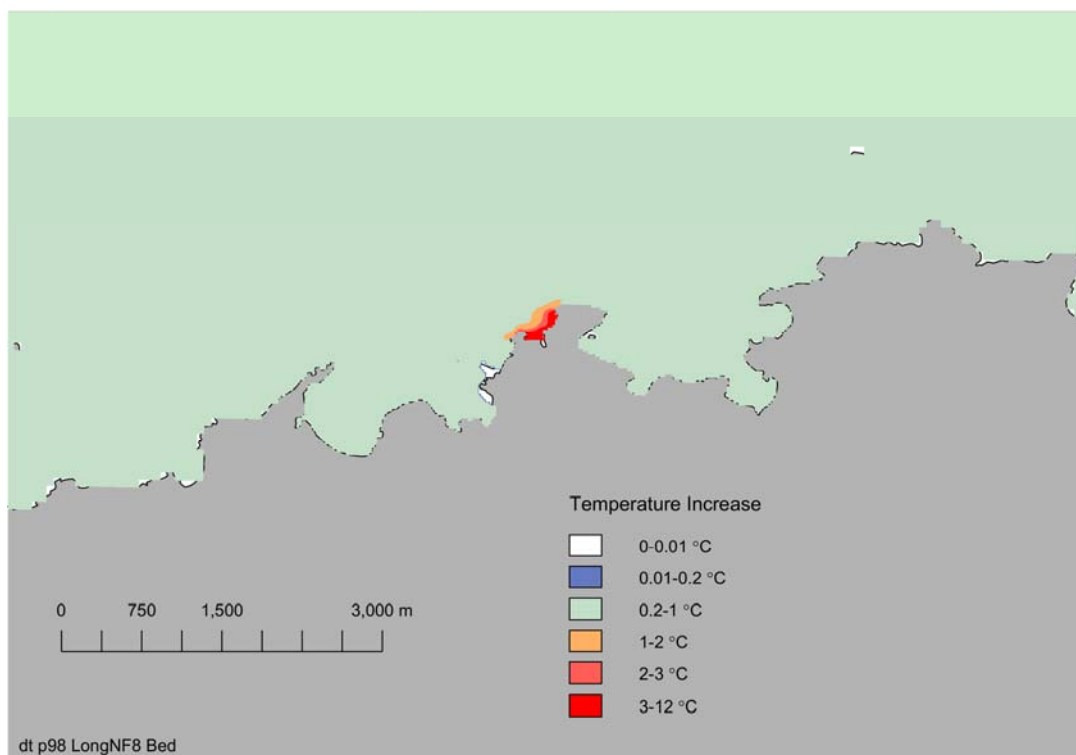 Temperature Increase
0-0.01 °C
0.01-0.2 °C
0.2-1 °C
1-2 °C
2-3 °C
3-12 °C
0 750 1,500 3,000 m
dt p98 LongNF8 Bed